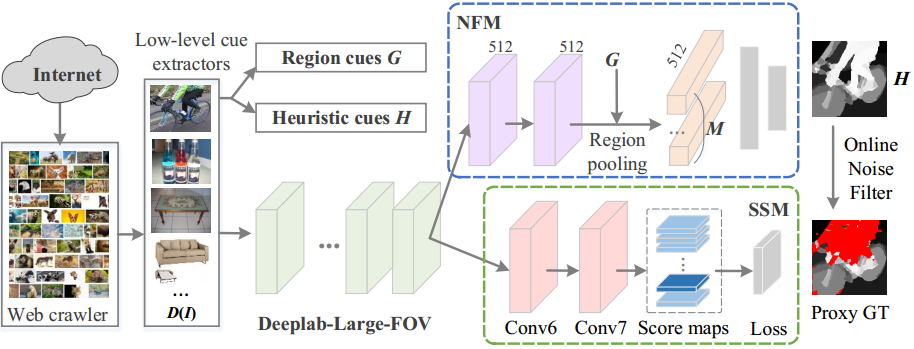 Internet
Web crawler
Low-level cue
extractors
D(I)
...
Region cues G
Heuristic cues H
...
Deeplab-Large-FOV
NFM
512
512
G
Region
pooling
512
...
M
SSM
Conv6
Conv7
Score maps
Loss
H
Online
Noise
Filter
Proxy GT